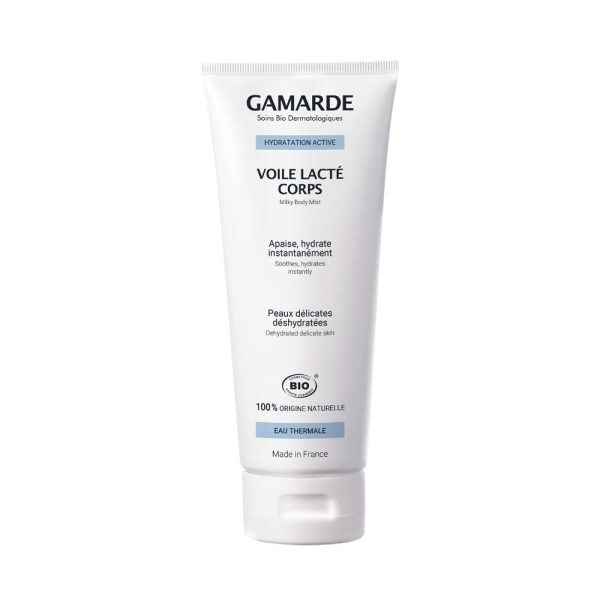 GAMARDE
Soins Bio Dermatologiques
HYDRATATION ACTIVE
VOILE LACTÉ
CORPS
Milky Body Mist
Apaise, hydrate
instantanément
Soothes, hydrates
instantly
Peaux délicates
déshydratées
Dehydrated delicate skin
BIO
®
100% ORIGINE NATURELLE
EAU THERMALE
Made in France